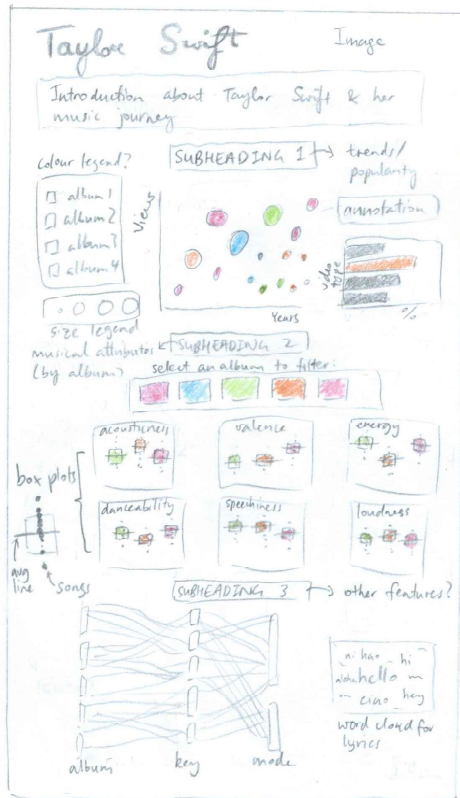 Taylor Swift
Image
Introduction about Taylor Swift & her
music journey
colour legend?
SUBHEADING 1
trends/
popularity
album 1
album 2
album 3
album 4
Views
Years
annotation
video
type
%
size legend
musical attributes
(by album)
SUBHEADING 2
select an album to filter:
acousticness
valence
energy
box plots
danceability
speechiness
loudness
avg
line
songs
SUBHEADING 3
other features?
album
key
mode
ni hao
hi
aloha
hello
ciao
hey
word cloud for
lyrics